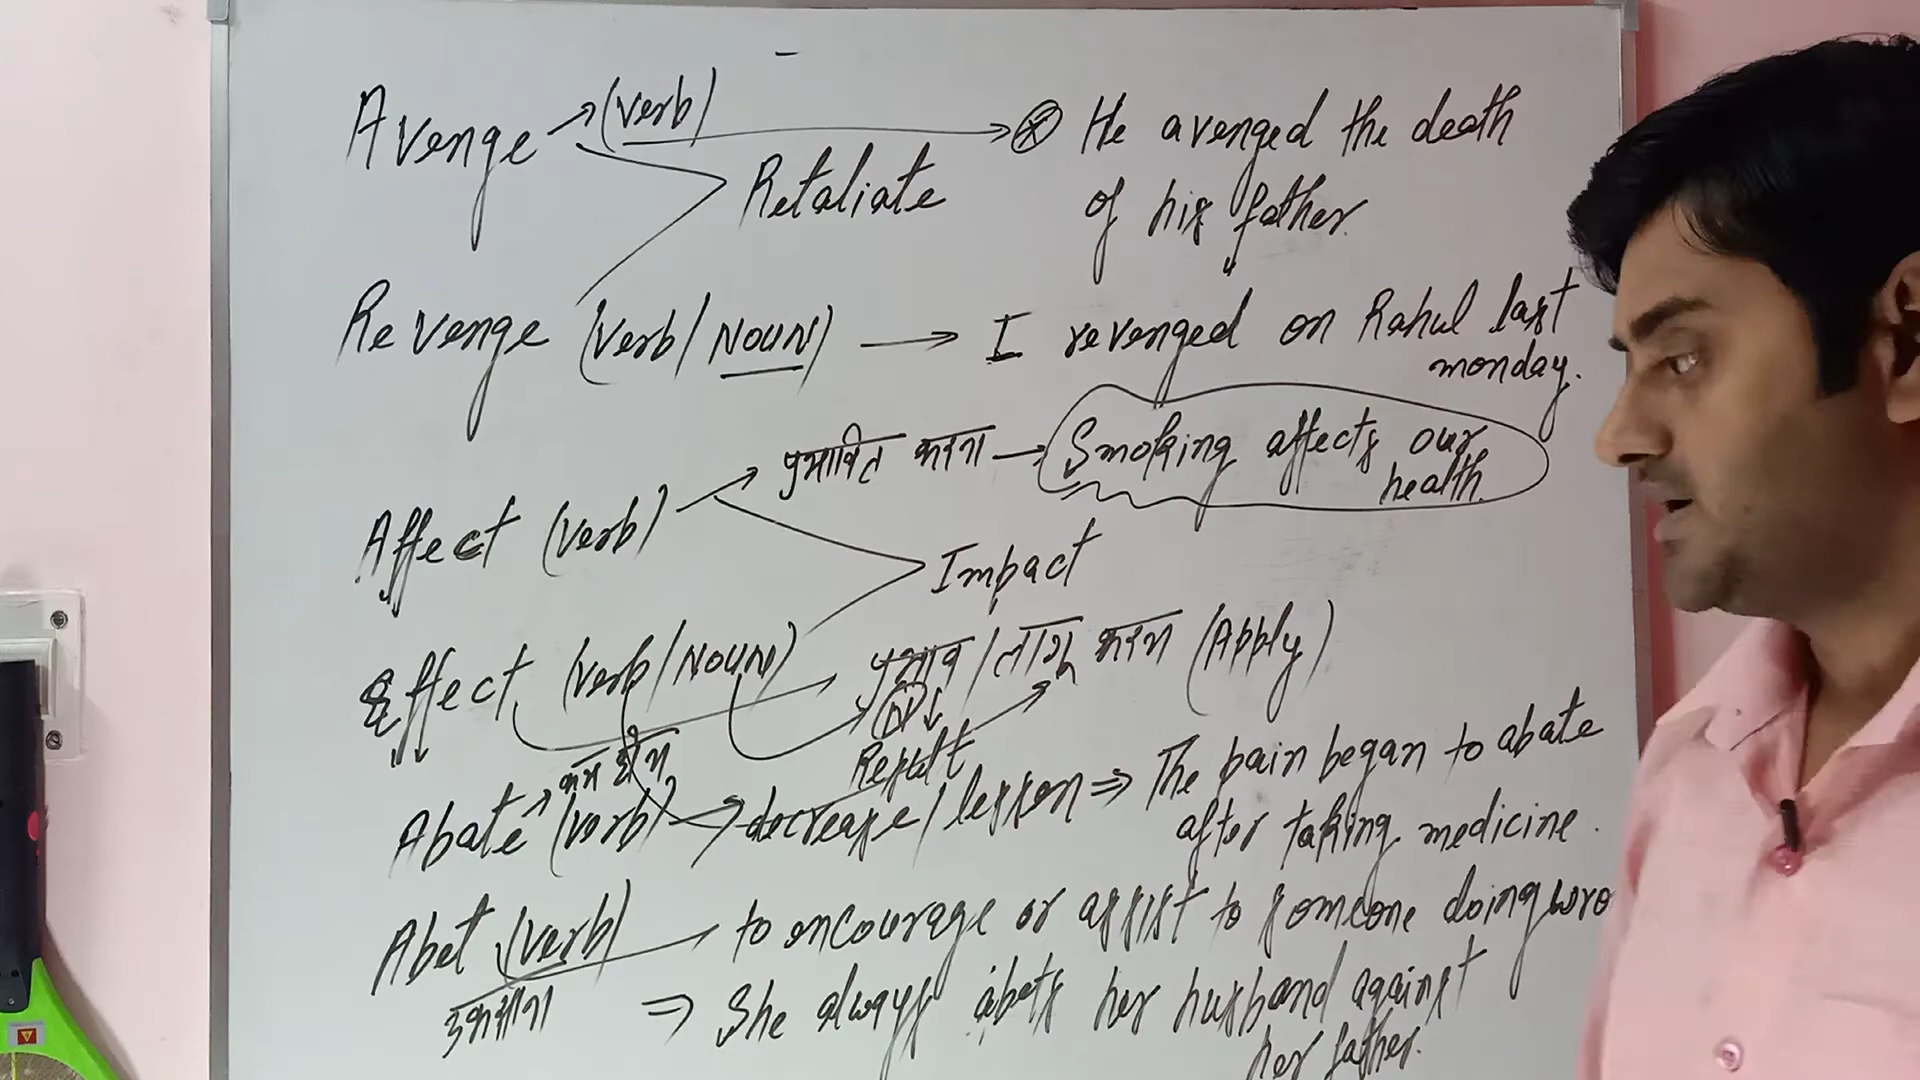 Avenge → (verb) → He avenged the death
Retaliate
of his father.
Revenge (verb/NOUN) → I revenged on Rahul last
monday.
प्रभावित करना → Smoking affects our
health.
Affect (verb)
Impact
Effect (verb/NOUN) → प्रभाव / लागू करना (Apply)
(N)
Result
कम होना
Abate → (verb) → decrease / lesson ⇒ The pain began to abate
after taking medicine.
Abet (verb) → to encourage or assist to someone doing wro
उकसाना
⇒ She always abets her husband against
her father.